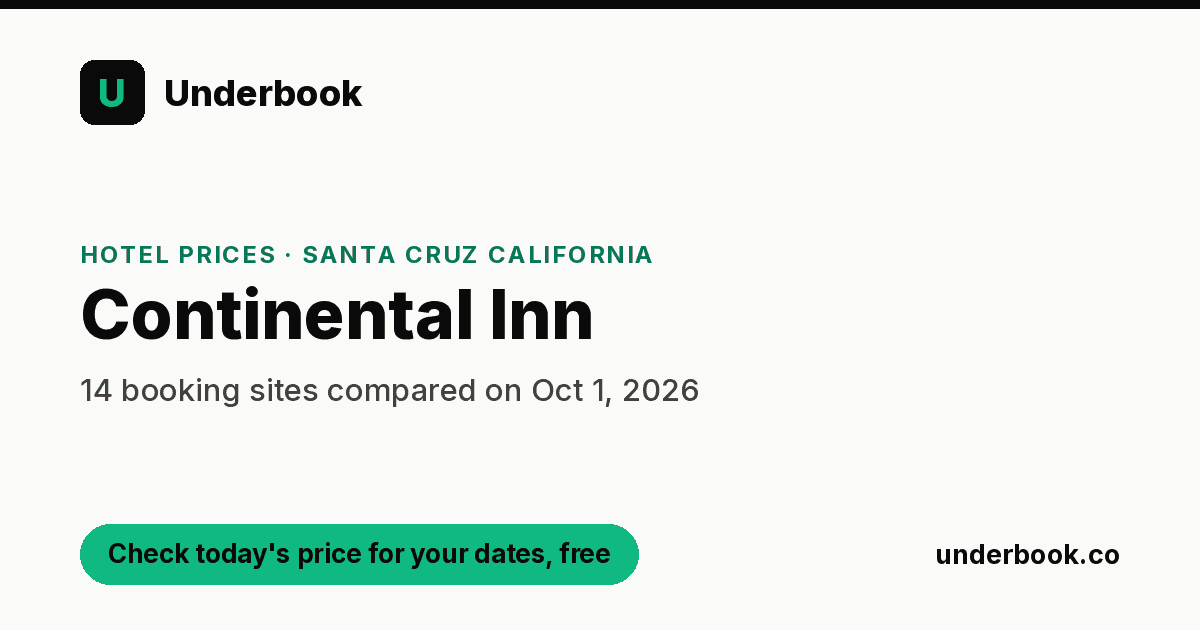 U Underbook
HOTEL PRICES · SANTA CRUZ CALIFORNIA
Continental Inn
14 booking sites compared on Oct 1, 2026
Check today's price for your dates, free
underbook.co